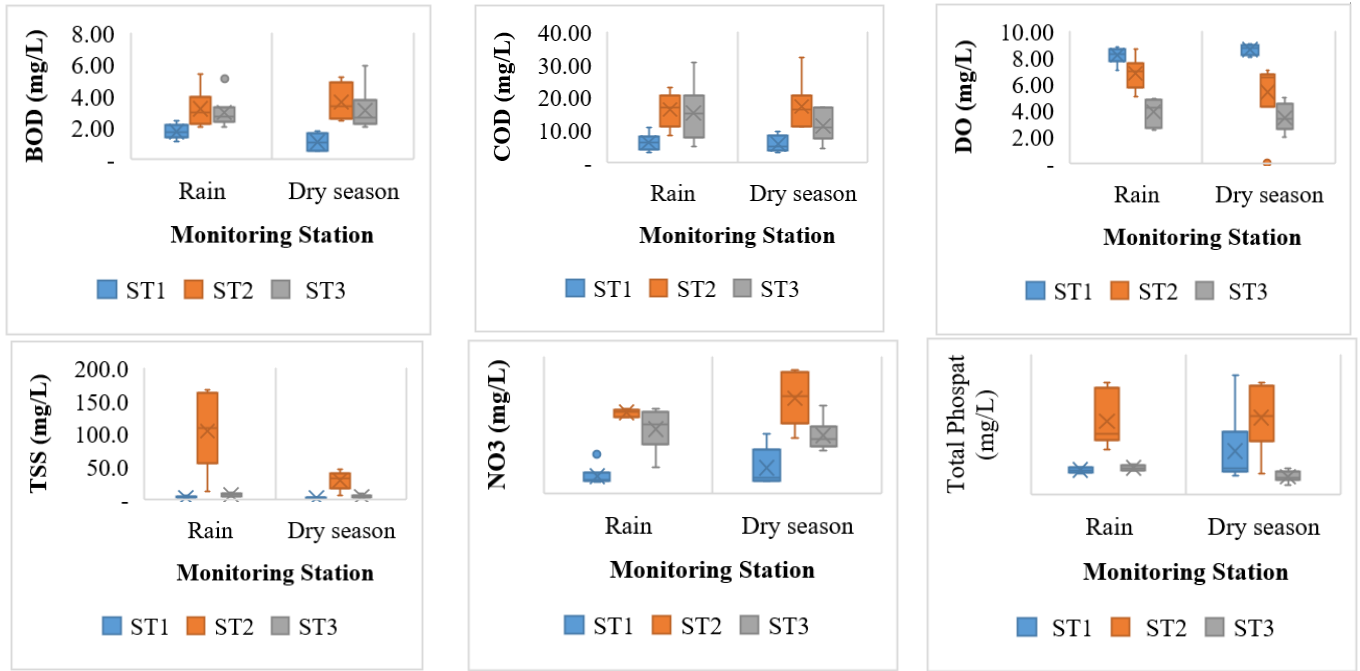 BOD (mg/L)
8.00
6.00
4.00
2.00
-
Rain Dry season
Monitoring Station
ST1 ST2 ST3
COD (mg/L)
40.00
30.00
20.00
10.00
-
Rain Dry season
Monitoring Station
ST1 ST2 ST3
DO (mg/L)
10.00
8.00
6.00
4.00
2.00
-
Rain Dry season
Monitoring Station
ST1 ST2 ST3
TSS (mg/L)
200.0
150.0
100.0
50.0
-
Rain Dry season
Monitoring Station
ST1 ST2 ST3
NO3 (mg/L)
Rain Dry season
Monitoring Station
ST1 ST2 ST3
Total Phospat
(mg/L)
Rain Dry season
Monitoring Station
ST1 ST2 ST3